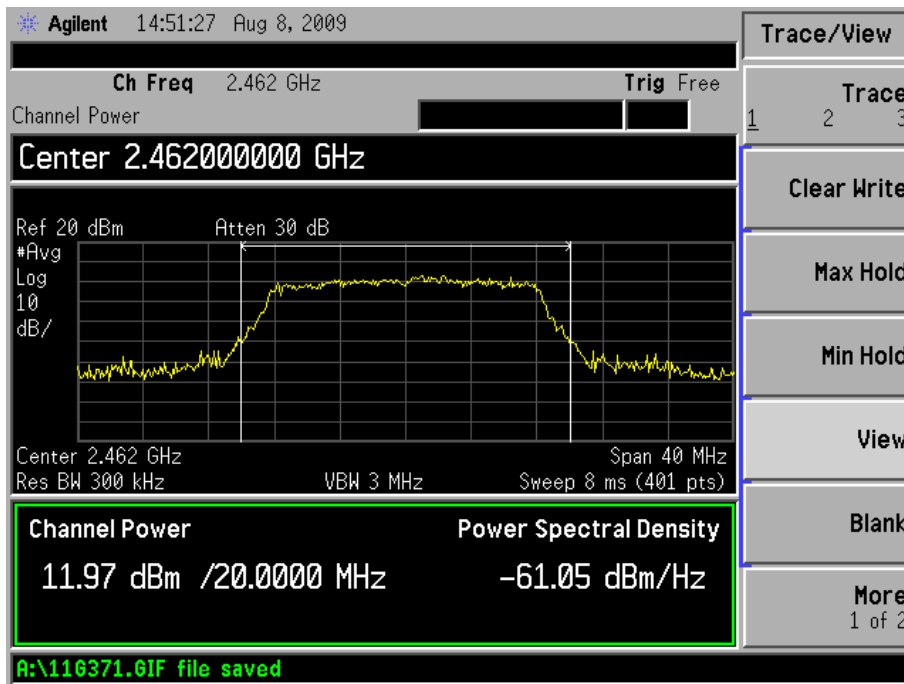 Agilent 14:51:27 Aug 8, 2009
Trace/View
Ch Freq 2.462 GHz Trig Free
Channel Power
Trace
1 2 3
Center 2.462000000 GHz
Clear Write
Ref 20 dBm Atten 30 dB
#Avg
Log
10
dB/
Max Hold
Min Hold
View
Center 2.462 GHz Span 40 MHz
Res BW 300 kHz VBW 3 MHz Sweep 8 ms (401 pts)
Channel Power Power Spectral Density
11.97 dBm /20.0000 MHz -61.05 dBm/Hz
Blank
More
1 of 2
A:\11G371.GIF file saved